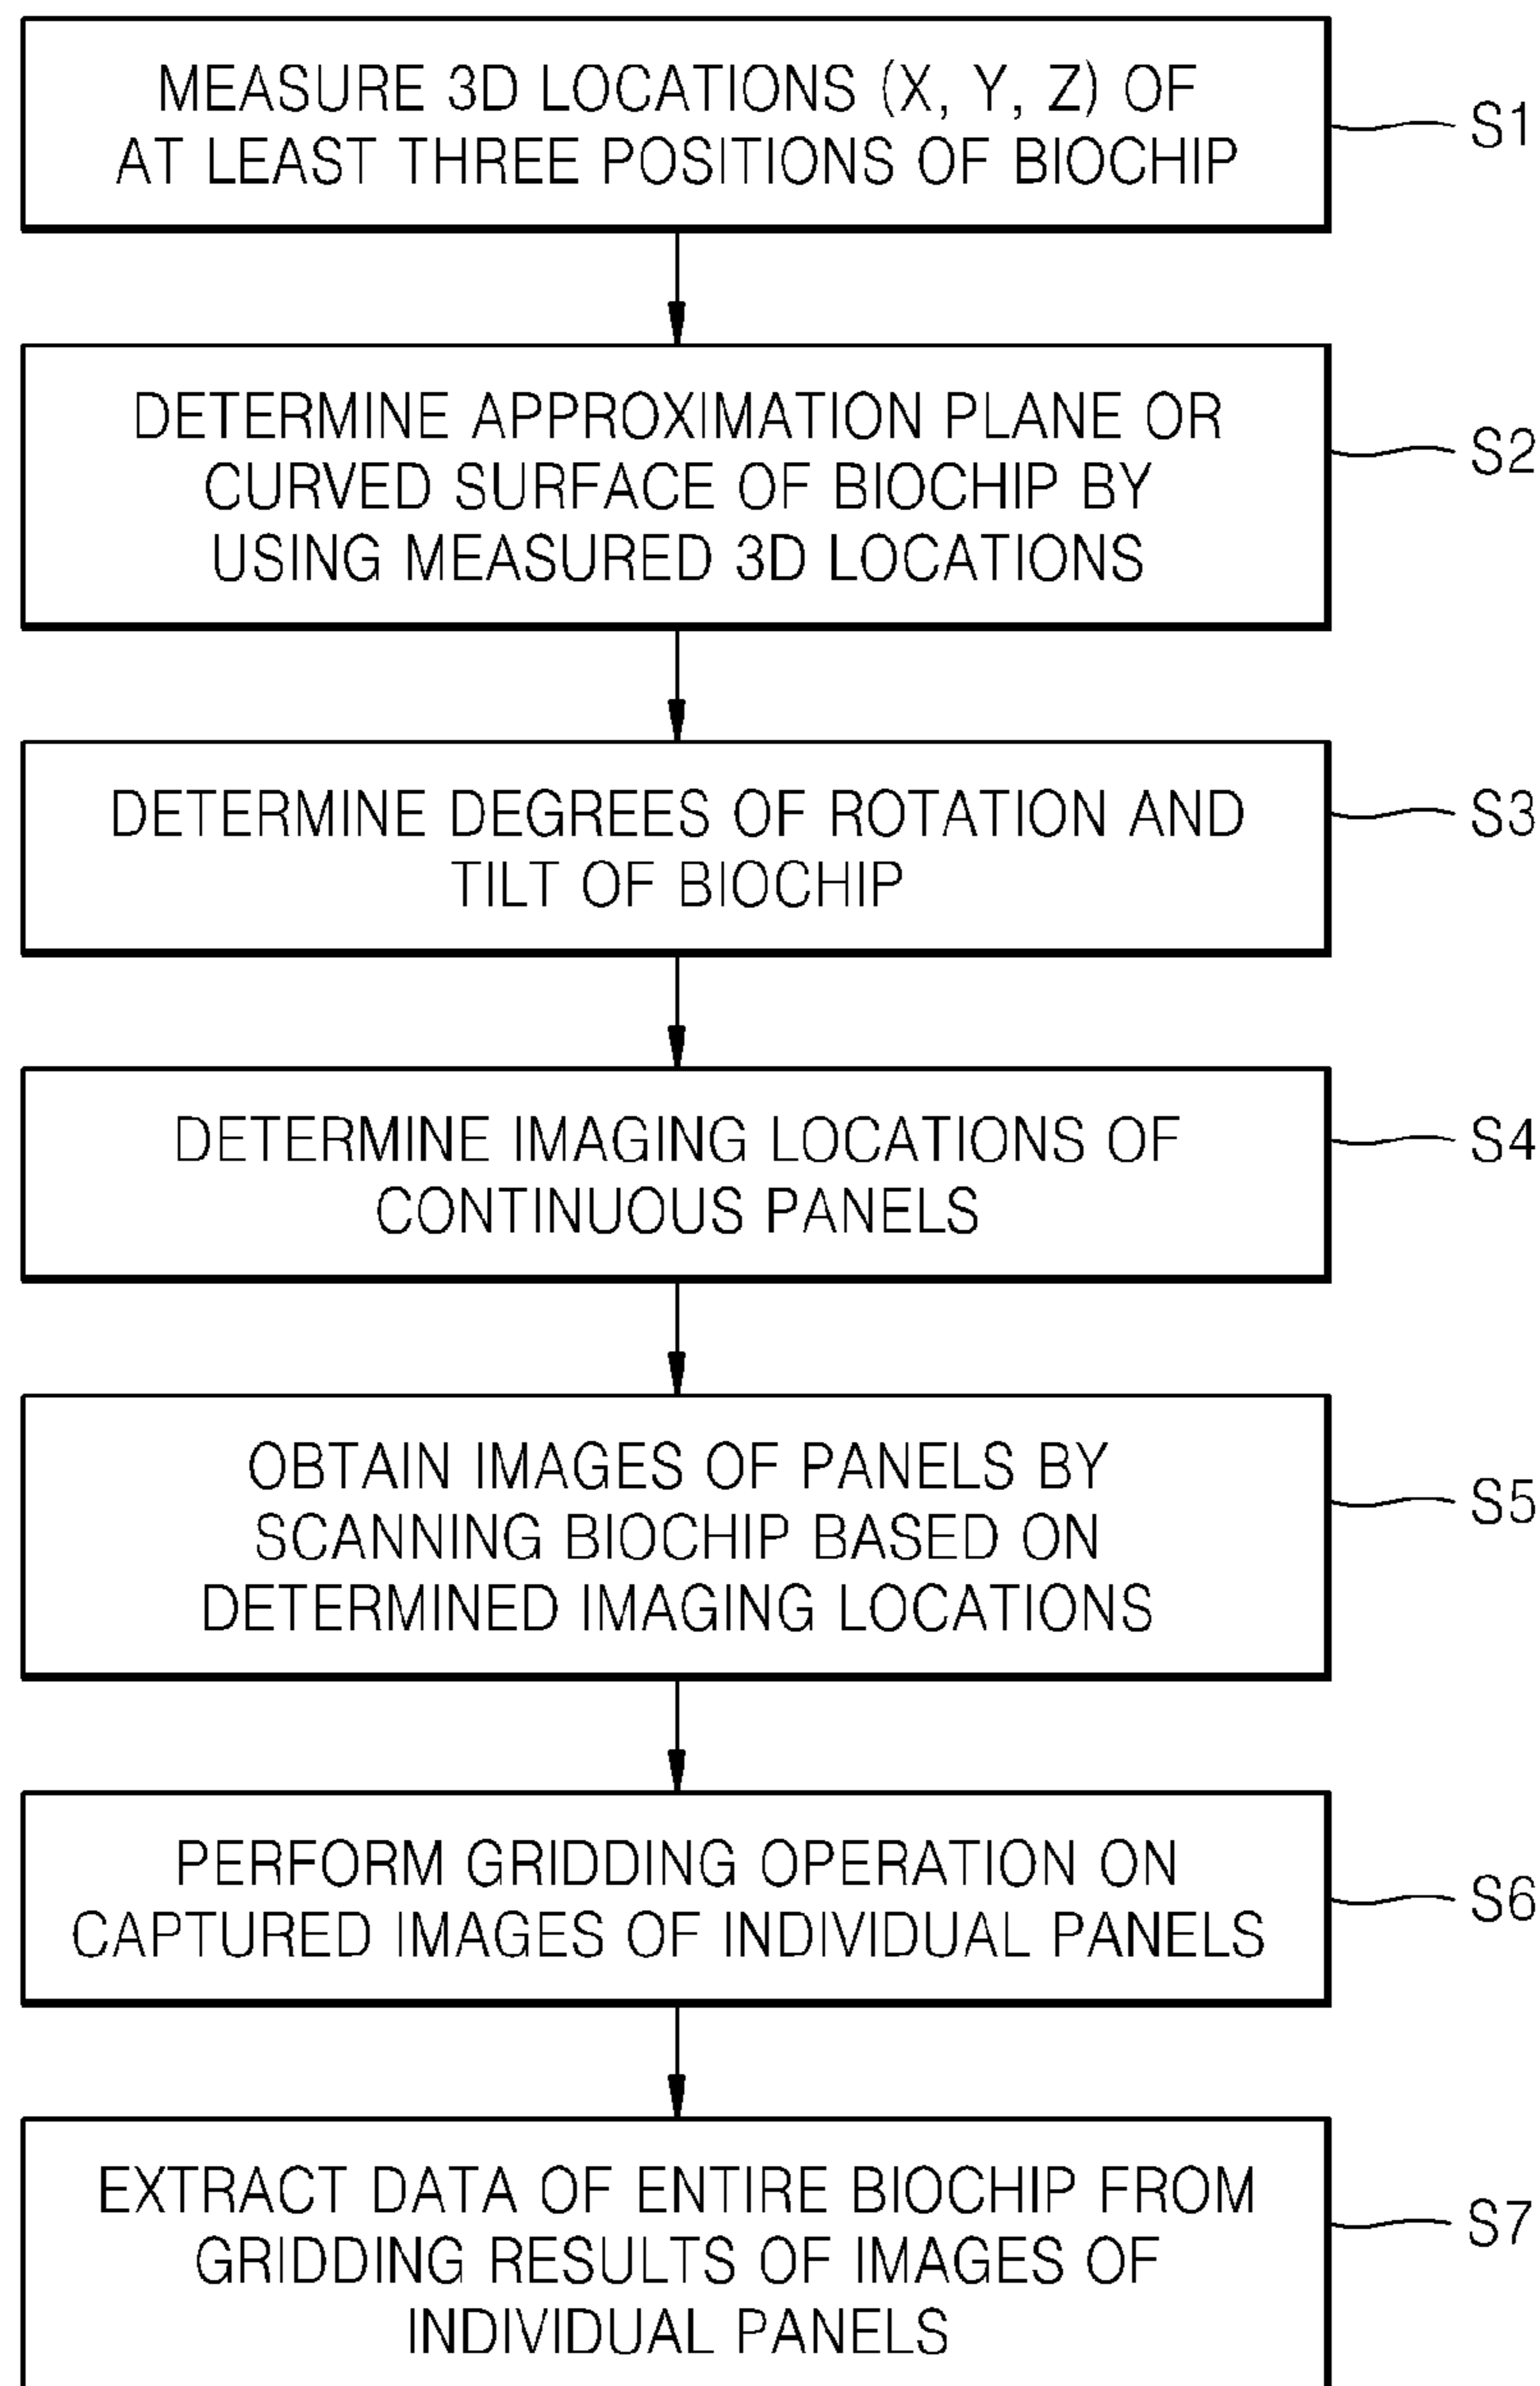 MEASURE 3D LOCATIONS (X, Y, Z) OF
AT LEAST THREE POSITIONS OF BIOCHIP
S1
DETERMINE APPROXIMATION PLANE OR
CURVED SURFACE OF BIOCHIP BY
USING MEASURED 3D LOCATIONS
S2
DETERMINE DEGREES OF ROTATION AND
TILT OF BIOCHIP
S3
DETERMINE IMAGING LOCATIONS OF
CONTINUOUS PANELS
S4
OBTAIN IMAGES OF PANELS BY
SCANNING BIOCHIP BASED ON
DETERMINED IMAGING LOCATIONS
S5
PERFORM GRIDDING OPERATION ON
CAPTURED IMAGES OF INDIVIDUAL PANELS
S6
EXTRACT DATA OF ENTIRE BIOCHIP FROM
GRIDDING RESULTS OF IMAGES OF
INDIVIDUAL PANELS
S7